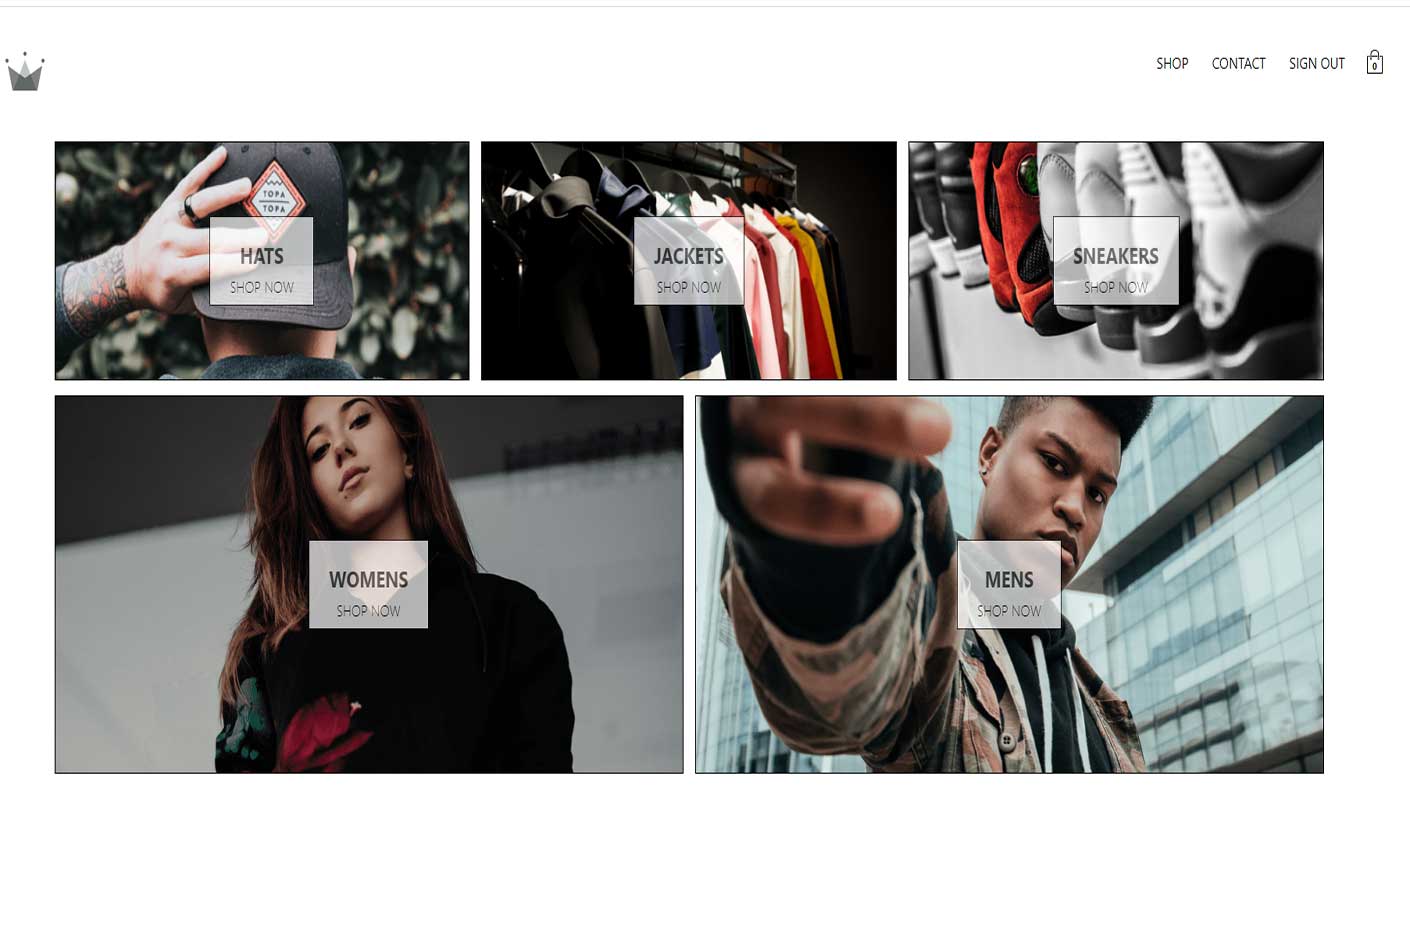 SHOP CONTACT SIGN OUT
0
TOPA
TOPA
HATS
SHOP NOW
JACKETS
SHOP NOW
SNEAKERS
SHOP NOW
WOMENS
SHOP NOW
MENS
SHOP NOW